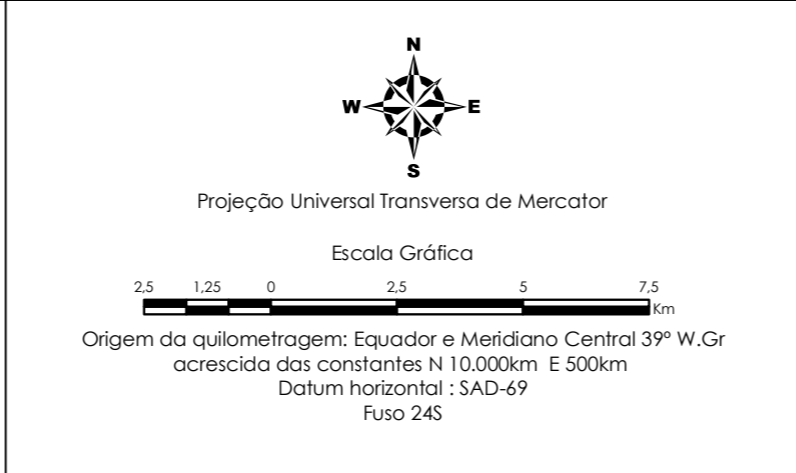 N
W E
S
Projeção Universal Transversa de Mercator
Escala Gráfica
2,5 1,25 0 2,5 5 7,5
Km
Origem da quilometragem: Equador e Meridiano Central 39º W.Gr
acrescida das constantes N 10.000km E 500km
Datum horizontal : SAD-69
Fuso 24S